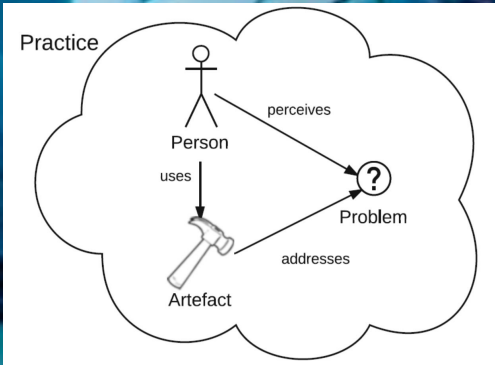 Practice
perceives
Person
uses
?
Problem
addresses
Artefact